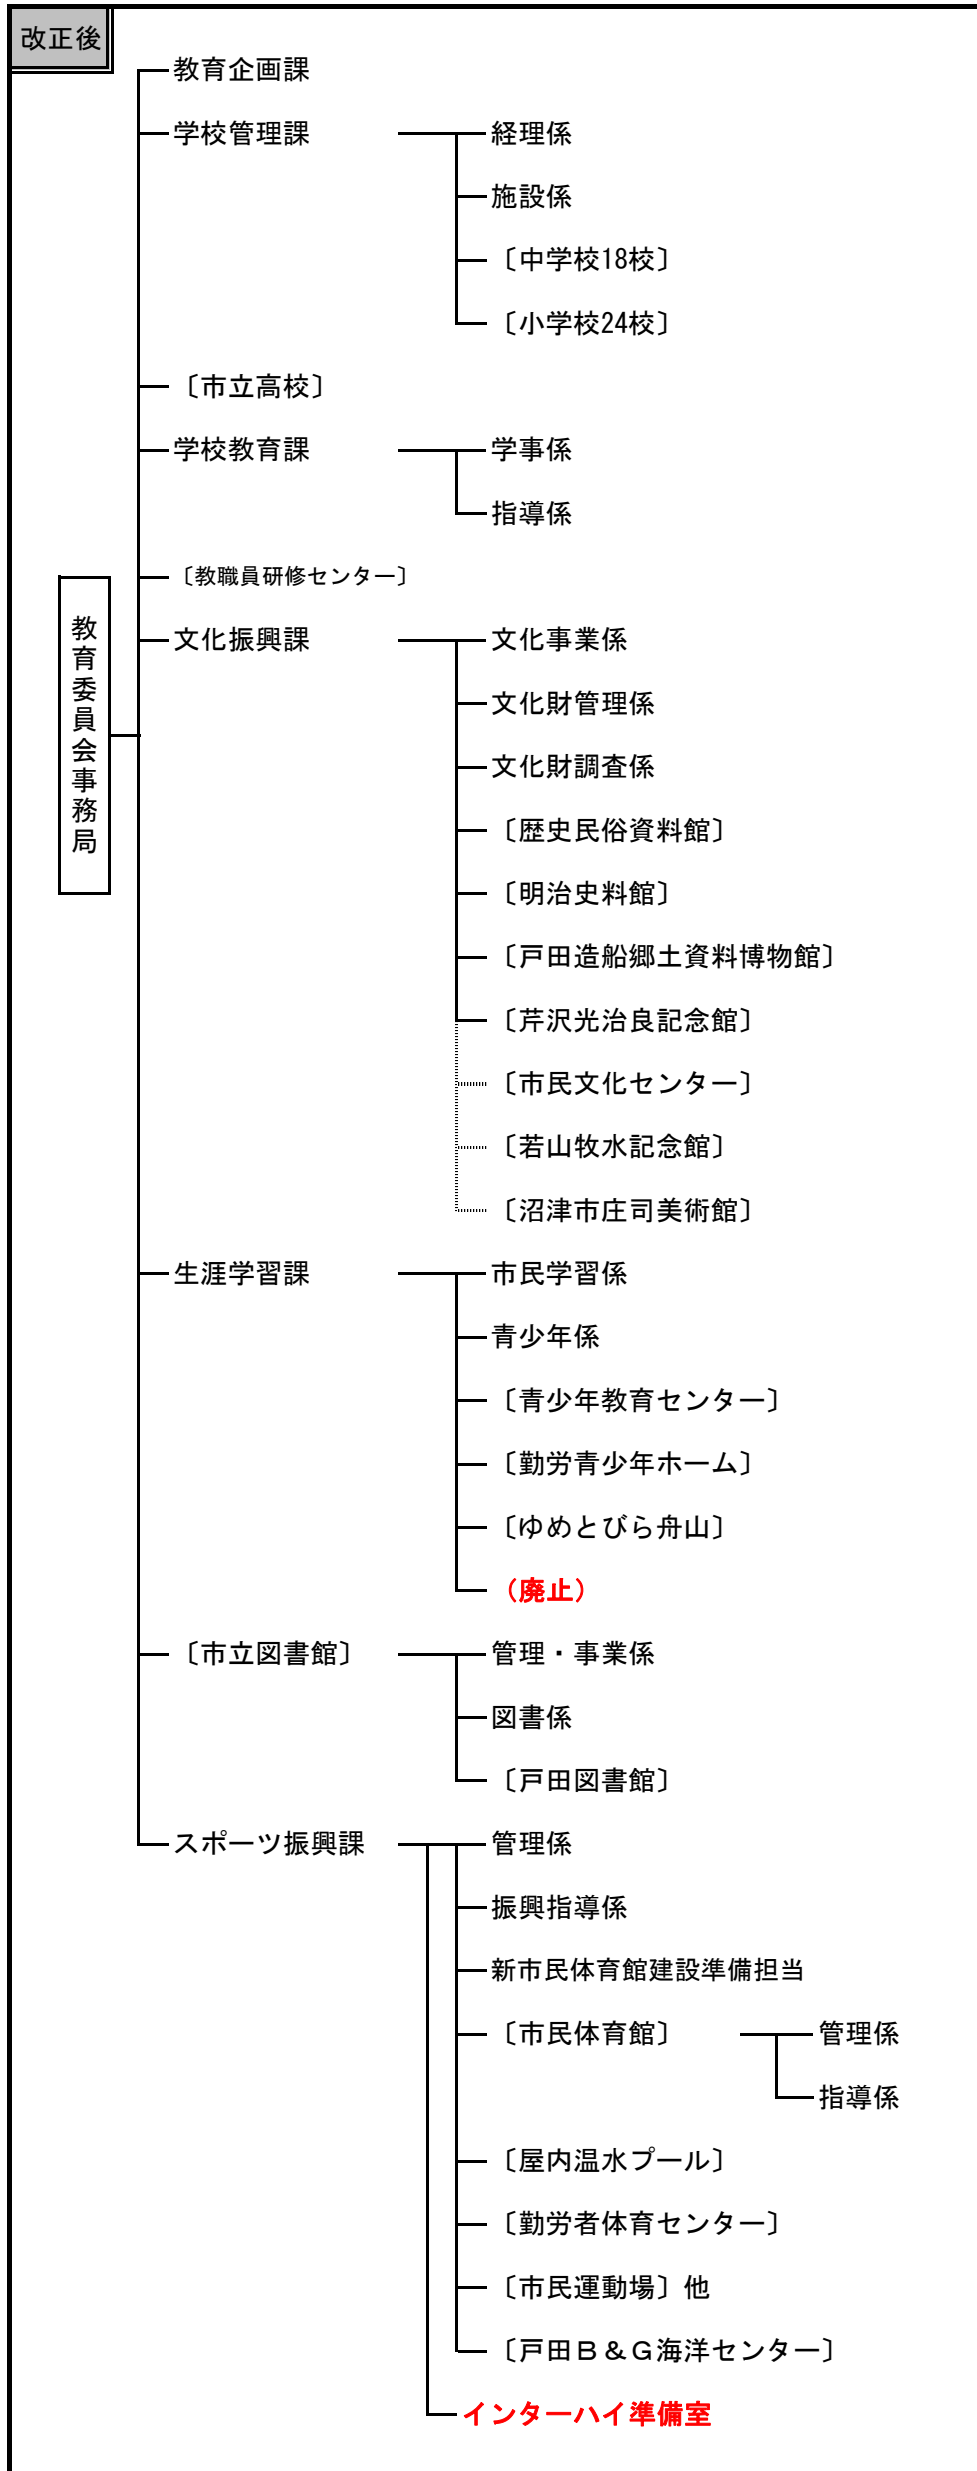 改正後
教育企画課
学校管理課 経理係
施設係
〔中学校18校〕
〔小学校24校〕
〔市立高校〕
学校教育課 学事係
指導係
〔教職員研修センター〕
教育委員会事務局
文化振興課 文化事業係
文化財管理係
文化財調査係
〔歴史民俗資料館〕
〔明治史料館〕
〔戸田造船郷土資料博物館〕
〔芹沢光治良記念館〕
〔市民文化センター〕
〔若山牧水記念館〕
〔沼津市庄司美術館〕
生涯学習課 市民学習係
青少年係
〔青少年教育センター〕
〔勤労青少年ホーム〕
〔ゆめとびら舟山〕
（廃止）
〔市立図書館〕 管理・事業係
図書係
〔戸田図書館〕
スポーツ振興課 管理係
振興指導係
新市民体育館建設準備担当
〔市民体育館〕 管理係
指導係
〔屋内温水プール〕
〔勤労者体育センター〕
〔市民運動場〕他
〔戸田Ｂ＆Ｇ海洋センター〕
インターハイ準備室